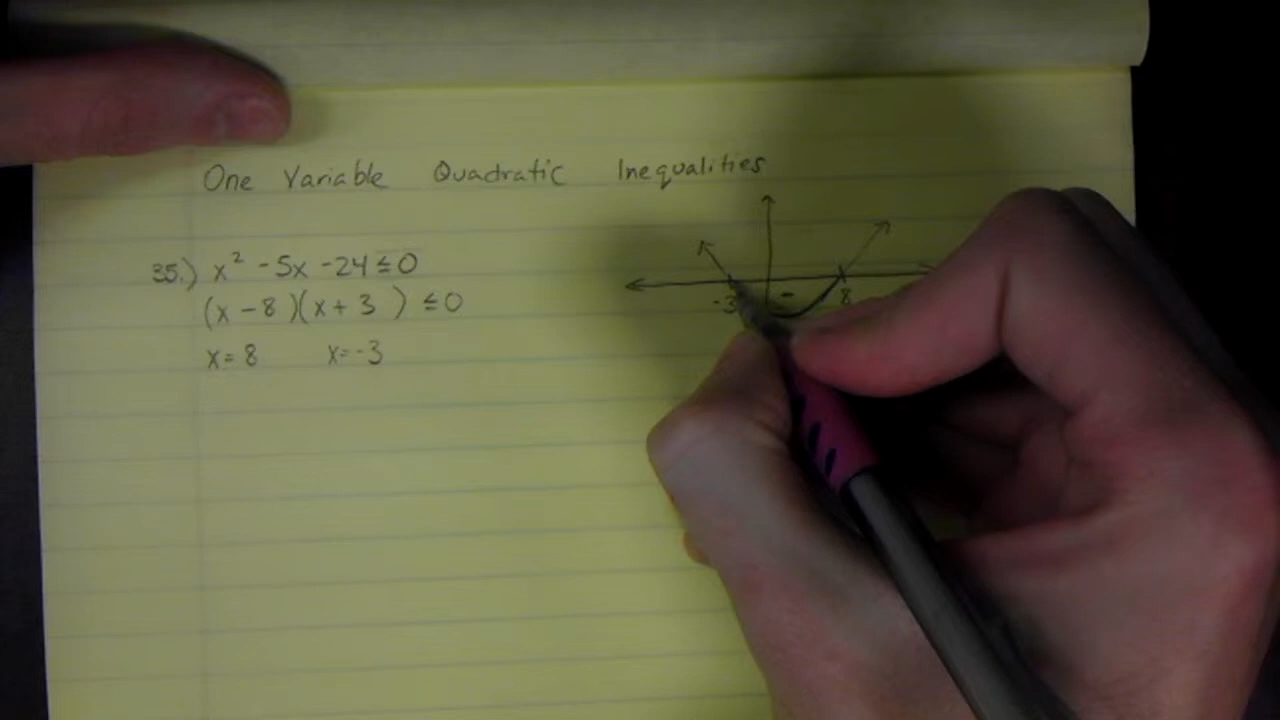 One Variable Quadratic Inequalities
35.) x² - 5x - 24 ≤ 0
(x - 8)(x + 3) ≤ 0
x = 8 x = -3
-3 - 8